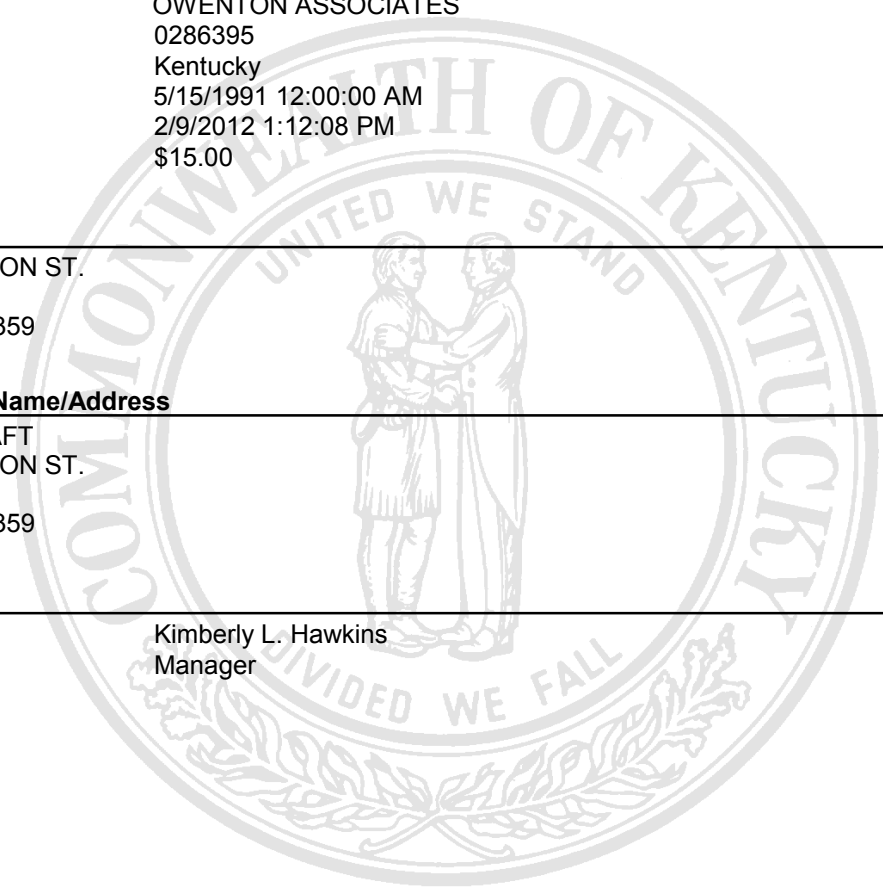 OWENTON ASSOCIATES
0286395
Kentucky
5/15/1991 12:00:00 AM
2/9/2012 1:12:08 PM
$15.00
ON ST.
359
Name/Address
AFT
ON ST.
359
Kimberly L. Hawkins
Manager
COMMONWEALTH OF KENTUCKY
UNITED WE STAND
DIVIDED WE FALL